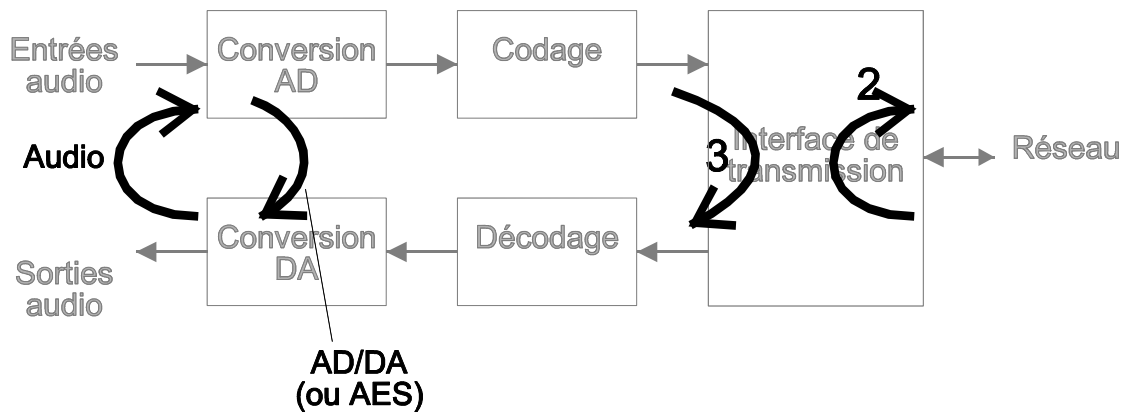 Entrées
audio
Conversion
AD
Codage
2
Audio
3
Interface de
transmission
Réseau
Conversion
DA
Décodage
Sorties
audio
AD/DA
(ou AES)